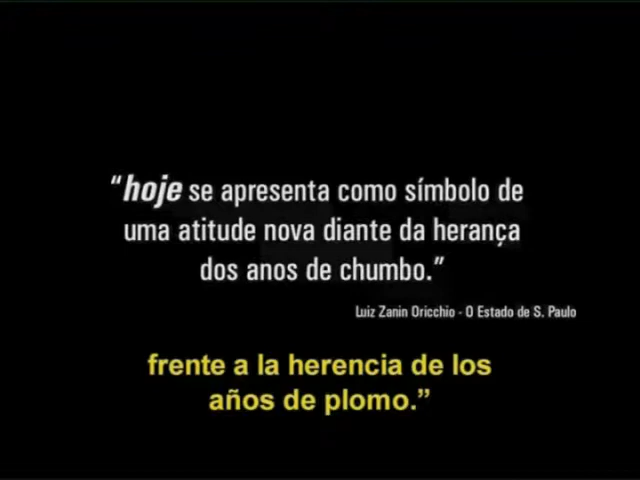 “hoje se apresenta como símbolo de
uma atitude nova diante da herança
dos anos de chumbo.”
Luiz Zanin Oricchio - O Estado de S. Paulo
frente a la herencia de los
años de plomo.”